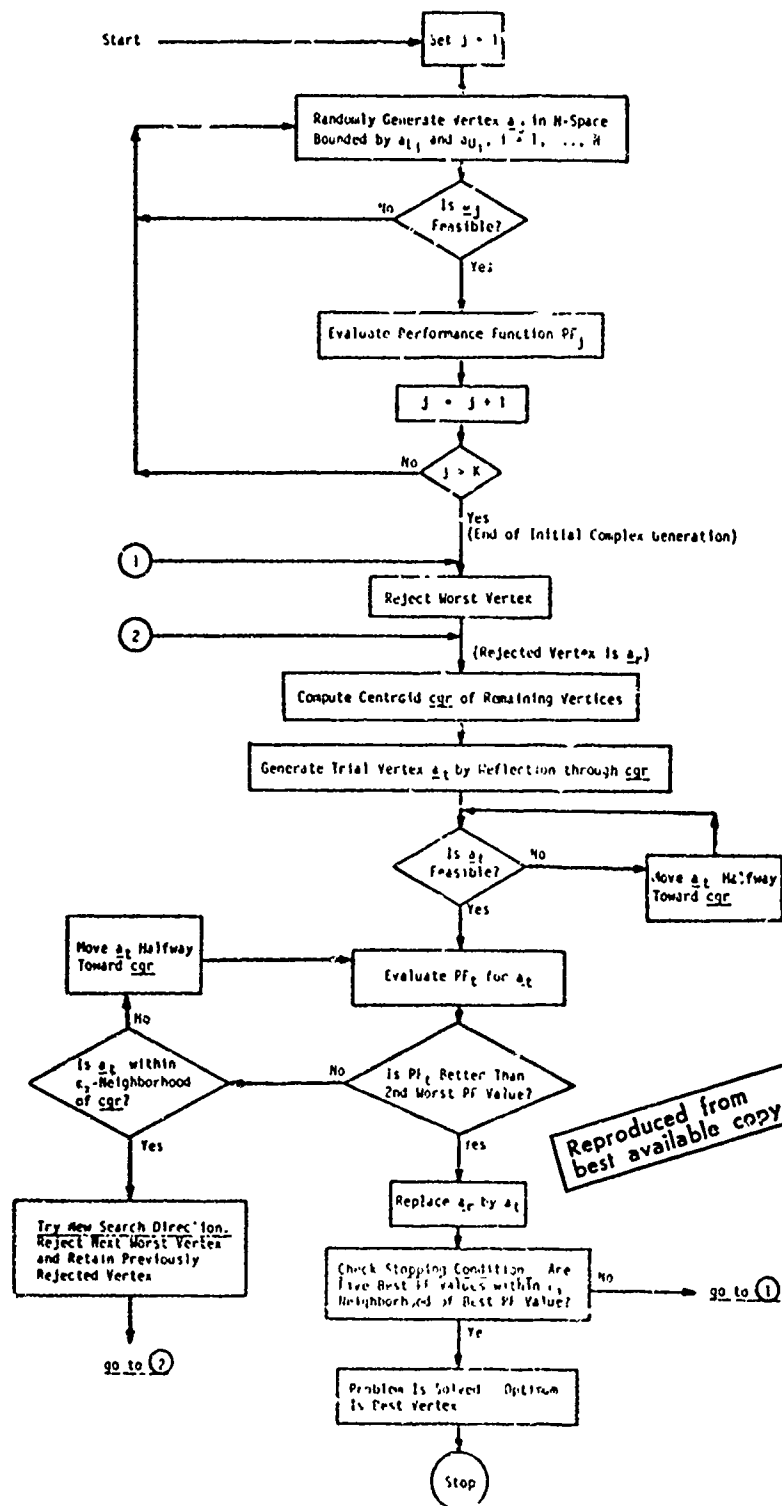 Start
Set j = 1
Randomly Generate Vertex a_j in N-Space
Bounded by a_Li and a_Ui, i = 1, ... N
Is a_j
Feasible?
No
Yes
Evaluate Performance Function PF_j
j = j + 1
j > K
No
Yes
(End of Initial Complex Generation)
1
Reject Worst Vertex
2
(Rejected Vertex Is a_r)
Compute Centroid cgr of Remaining Vertices
Generate Trial Vertex a_t by Reflection through cgr
Is a_t
Feasible?
No
Move a_t Halfway
Toward cgr
Yes
Move a_t Halfway
Toward cgr
Evaluate PF_t for a_t
No
Is a_t within
-Neighborhood
of cgr?
No
Is PF_t Better Than
2nd Worst PF Value?
Yes
Yes
Reproduced from
best available copy
Replace a_r by a_t
Try New Search Direction.
Reject Next Worst Vertex
and Retain Previously
Rejected Vertex
Check Stopping Condition Are
Five Best PF Values within
Neighborhood of Best PF Value?
No
go to 1
Ye
go to 2
Problem Is Solved Optimum
Is Best Vertex
Stop